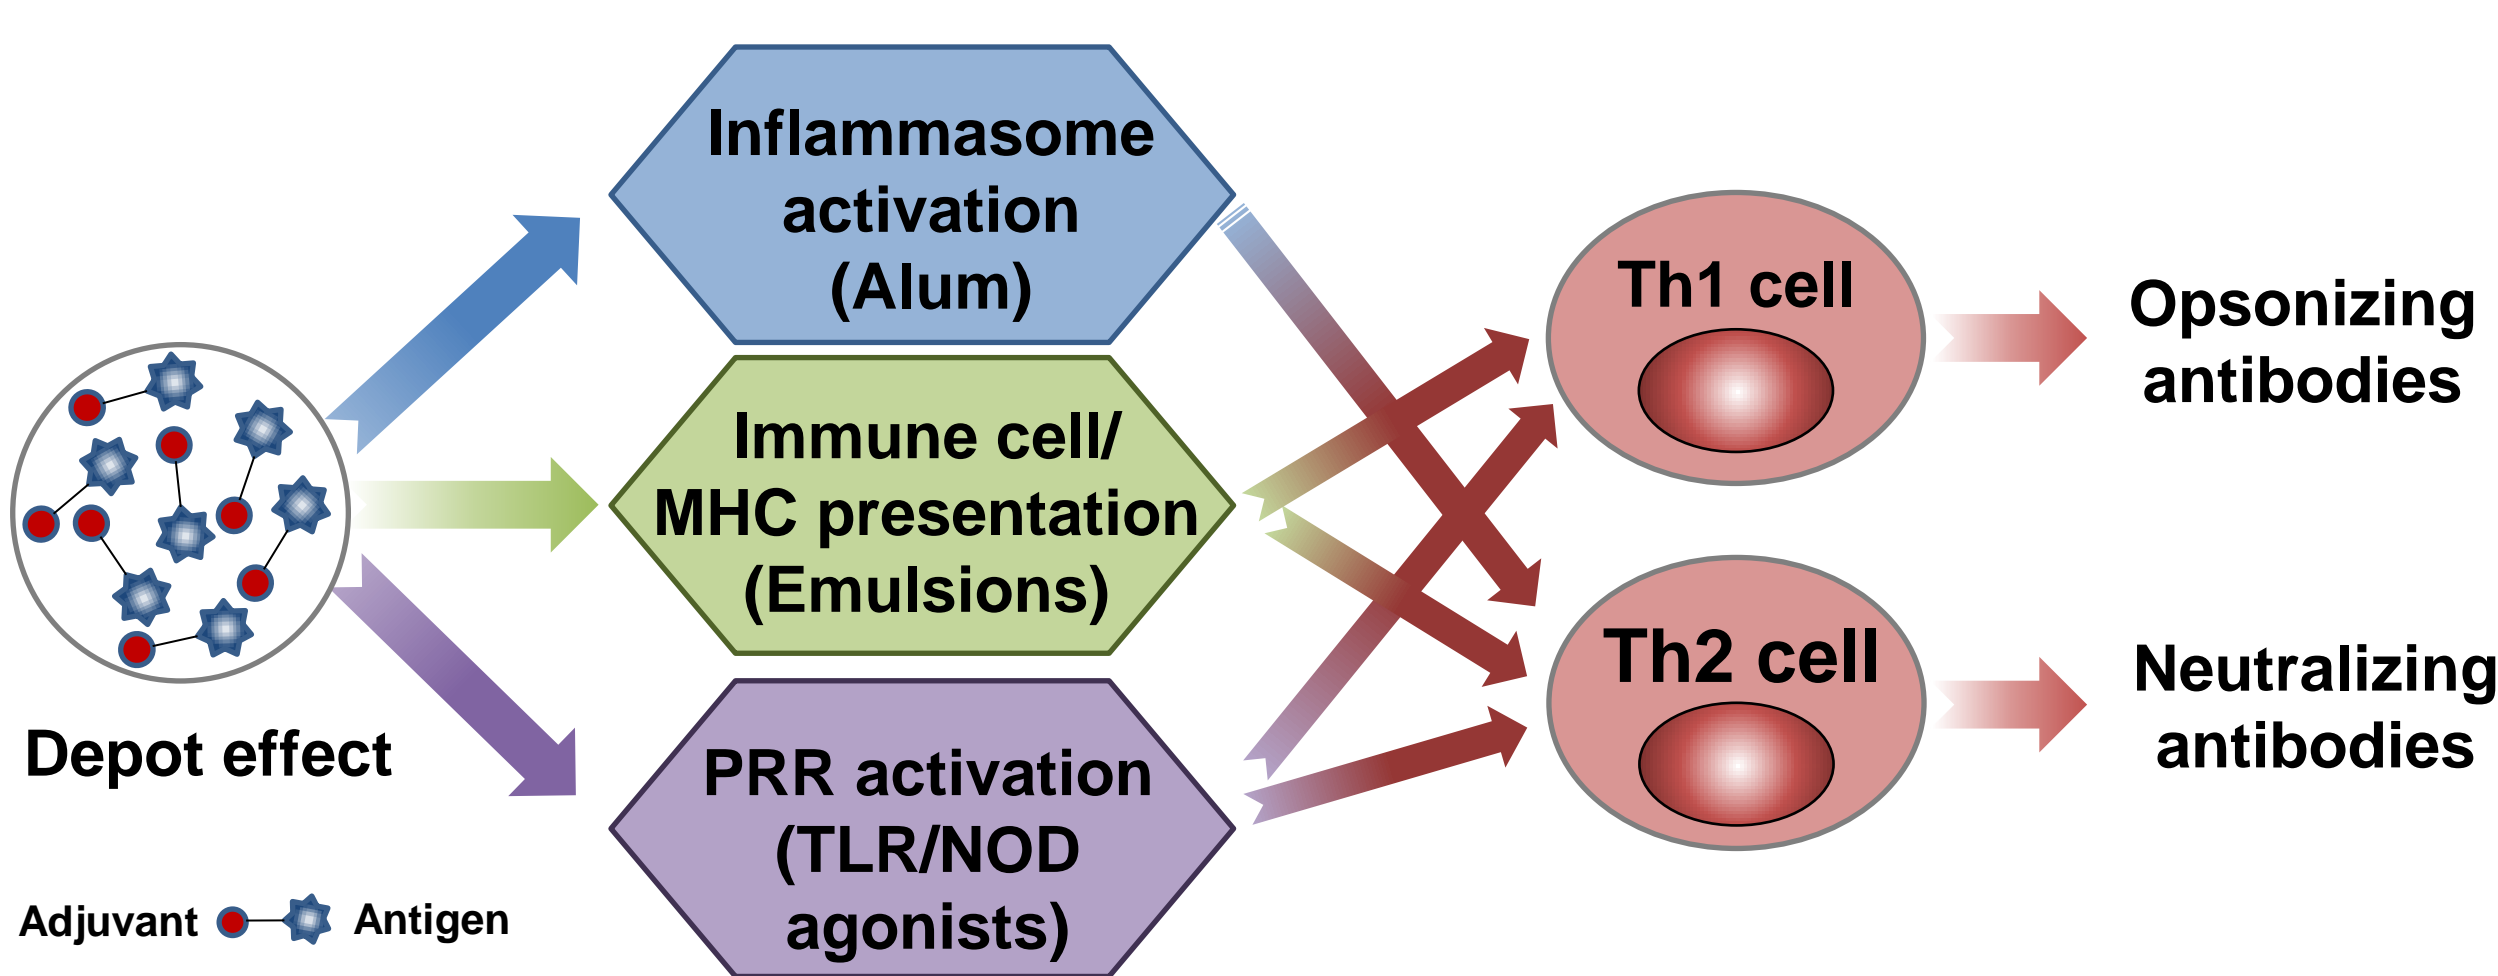 Inflammasome
activation
(Alum)
Immune cell/
MHC presentation
(Emulsions)
PRR activation
(TLR/NOD
agonists)
Depot effect
Adjuvant
Antigen
Th1 cell
Th2 cell
Opsonizing
antibodies
Neutralizing
antibodies